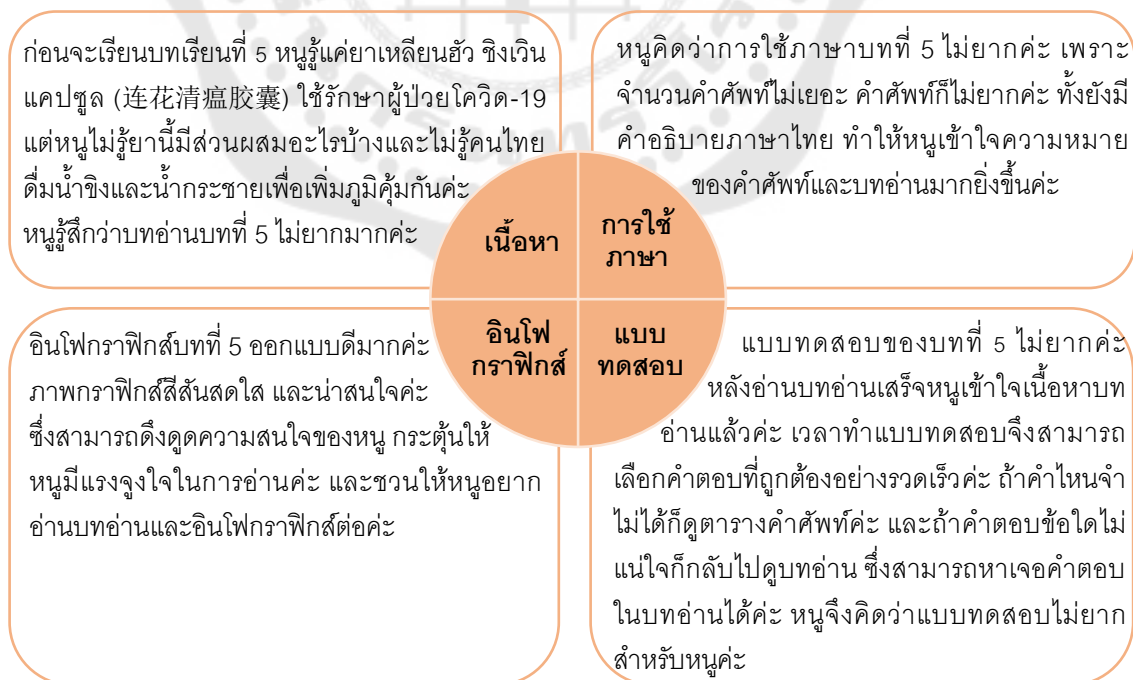 ก่อนจะเรียนบทเรียนที่ 5 หนูรู้แค่ยาเหลียนฮัว ชิงเวิน
แคปซูล (连花清瘟胶囊) ใช้รักษาผู้ป่วยโควิด-19
แต่หนูไม่รู้ยานี้มีส่วนผสมอะไรบ้างและไม่รู้คนไทย
ดื่มน้ำขิงและน้ำกระชายเพื่อเพิ่มภูมิคุ้มกันค่ะ
หนูรู้สึกว่าบทอ่านบทที่ 5 ไม่ยากมากค่ะ
หนูคิดว่าการใช้ภาษาบทที่ 5 ไม่ยากค่ะ เพราะ
จำนวนคำศัพท์ไม่เยอะ คำศัพท์ก็ไม่ยากค่ะ ทั้งยังมี
คำอธิบายภาษาไทย ทำให้หนูเข้าใจความหมาย
ของคำศัพท์และบทอ่านมากยิ่งขึ้นค่ะ
เนื้อหา
การใช้
ภาษา
อินโฟ
กราฟิกส์
แบบ
ทดสอบ
อินโฟกราฟิกส์บทที่ 5 ออกแบบดีมากค่ะ
ภาพกราฟิกส์สีสันสดใส และน่าสนใจค่ะ
ซึ่งสามารถดึงดูดความสนใจของหนู กระตุ้นให้
หนูมีแรงจูงใจในการอ่านค่ะ และชวนให้หนูอยาก
อ่านบทอ่านและอินโฟกราฟิกส์ต่อค่ะ
แบบทดสอบของบทที่ 5 ไม่ยากค่ะ
หลังอ่านบทอ่านเสร็จหนูเข้าใจเนื้อหาบท
อ่านแล้วค่ะ เวลาทำแบบทดสอบจึงสามารถ
เลือกคำตอบที่ถูกต้องอย่างรวดเร็วค่ะ ถ้าคำไหนจำ
ไม่ได้ก็ดูตารางคำศัพท์ค่ะ และถ้าคำตอบข้อใดไม่
แน่ใจก็กลับไปดูบทอ่าน ซึ่งสามารถหาเจอคำตอบ
ในบทอ่านได้ค่ะ หนูจึงคิดว่าแบบทดสอบไม่ยาก
สำหรับหนูค่ะ